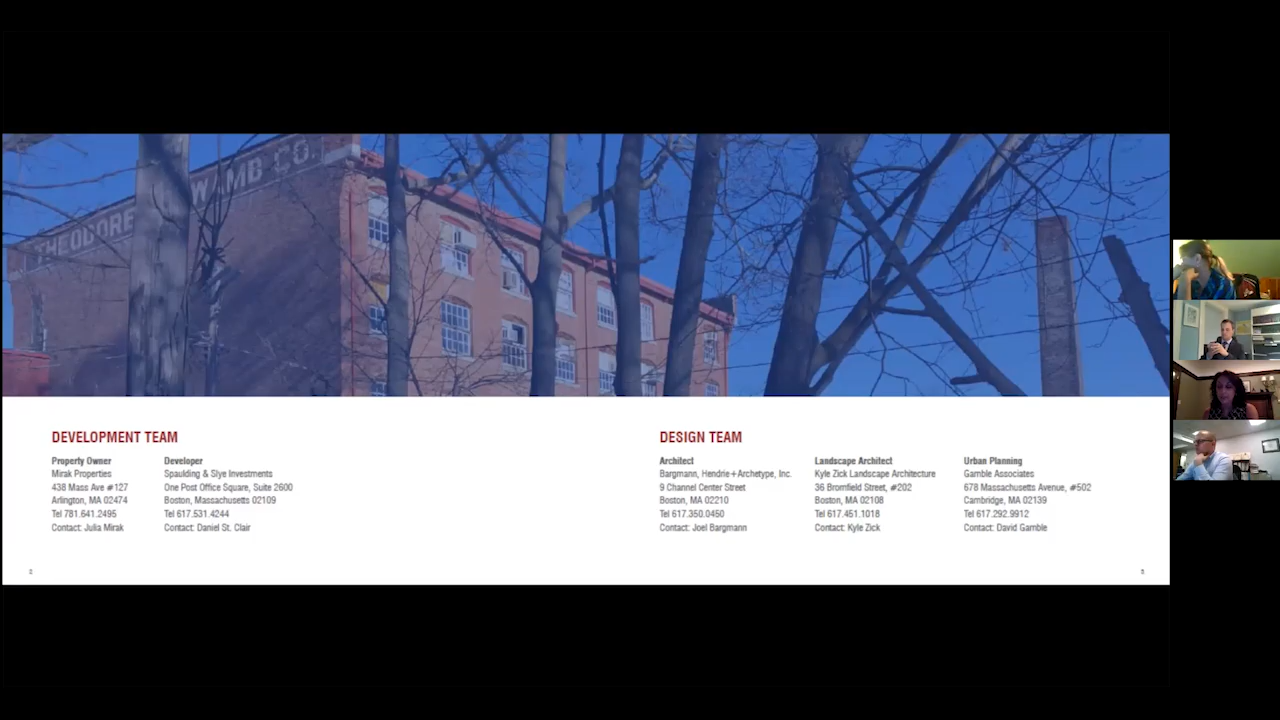 THEODORE
WAMB CO.
DEVELOPMENT TEAM
Property Owner
Mirak Properties
438 Mass Ave #127
Arlington, MA 02474
Tel 781.641.2495
Contact: Julia Mirak
Developer
Spaulding & Slye Investments
One Post Office Square, Suite 2600
Boston, Massachusetts 02109
Tel 617.531.4244
Contact: Daniel St. Clair
DESIGN TEAM
Architect
Bargmann, Hendrie+Archetype, Inc.
9 Channel Center Street
Boston, MA 02210
Tel 617.350.0450
Contact: Joel Bargmann
Landscape Architect
Kyle Zick Landscape Architecture
36 Bromfield Street, #202
Boston, MA 02108
Tel 617.451.1018
Contact: Kyle Zick
Urban Planning
Gamble Associates
678 Massachusetts Avenue, #502
Cambridge, MA 02139
Tel 617.292.9912
Contact: David Gamble